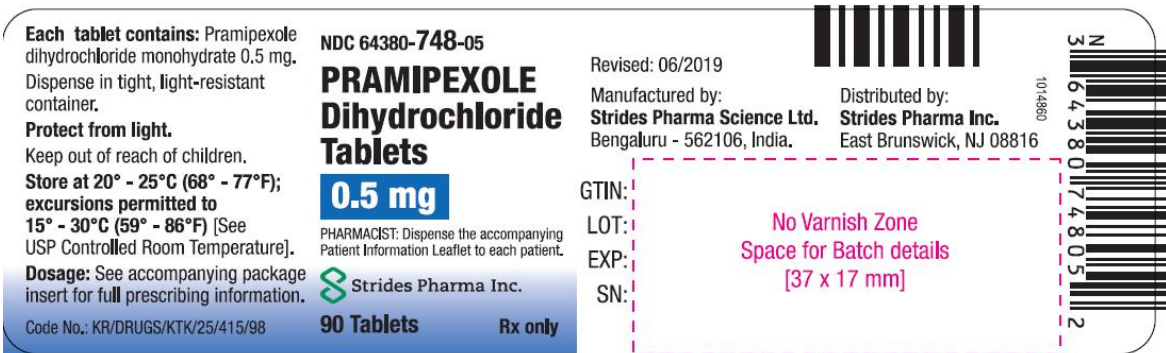 Each tablet contains: Pramipexole
dihydrochloride monohydrate 0.5 mg.
Dispense in tight, light-resistant
container.
Protect from light.
Keep out of reach of children.
Store at 20° - 25°C (68° - 77°F);
excursions permitted to
15° - 30°C (59° - 86°F) [See
USP Controlled Room Temperature].
Dosage: See accompanying package
insert for full prescribing information.
Code No.: KR/DRUGS/KTK/25/415/98
NDC 64380-748-05
PRAMIPEXOLE
Dihydrochloride
Tablets
0.5 mg
PHARMACIST: Dispense the accompanying
Patient Information Leaflet to each patient.
Strides Pharma Inc.
90 Tablets Rx only
Revised: 06/2019
Manufactured by:
Strides Pharma Science Ltd.
Bengaluru - 562106, India.
Distributed by:
Strides Pharma Inc.
East Brunswick, NJ 08816
GTIN:
LOT:
EXP:
SN:
No Varnish Zone
Space for Batch details
[37 x 17 mm]
1014860
N
3 64380 74805 2